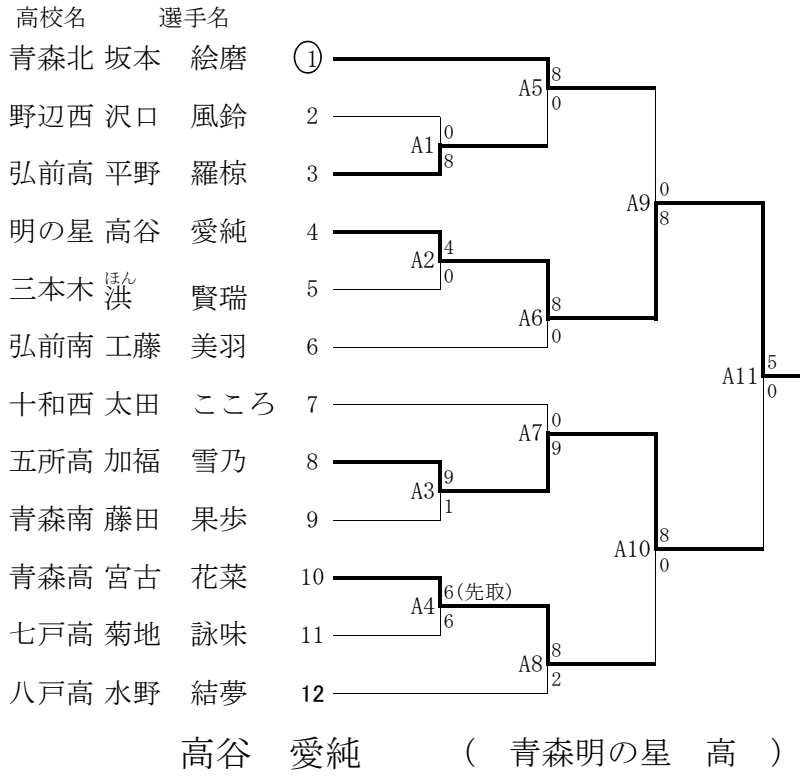 高校名 選手名
青森北 坂本 絵磨 1
A5 8
0
野辺西 沢口 風鈴 2
A1 0
8
弘前高 平野 羅椋 3
A9 0
8
明の星 高谷 愛純 4
A2 4
0
三本木 洪 ほん 賢瑞 5
A6 8
0
弘前南 工藤 美羽 6
A11 5
0
十和西 太田 こころ 7
A7 0
9
五所高 加福 雪乃 8
A3 9
1
青森南 藤田 果歩 9
A10 8
0
青森高 宮古 花菜 10
A4 6(先取)
6
七戸高 菊地 詠味 11
A8 8
2
八戸高 水野 結夢 12
高谷 愛純 ( 青森明の星 高 )